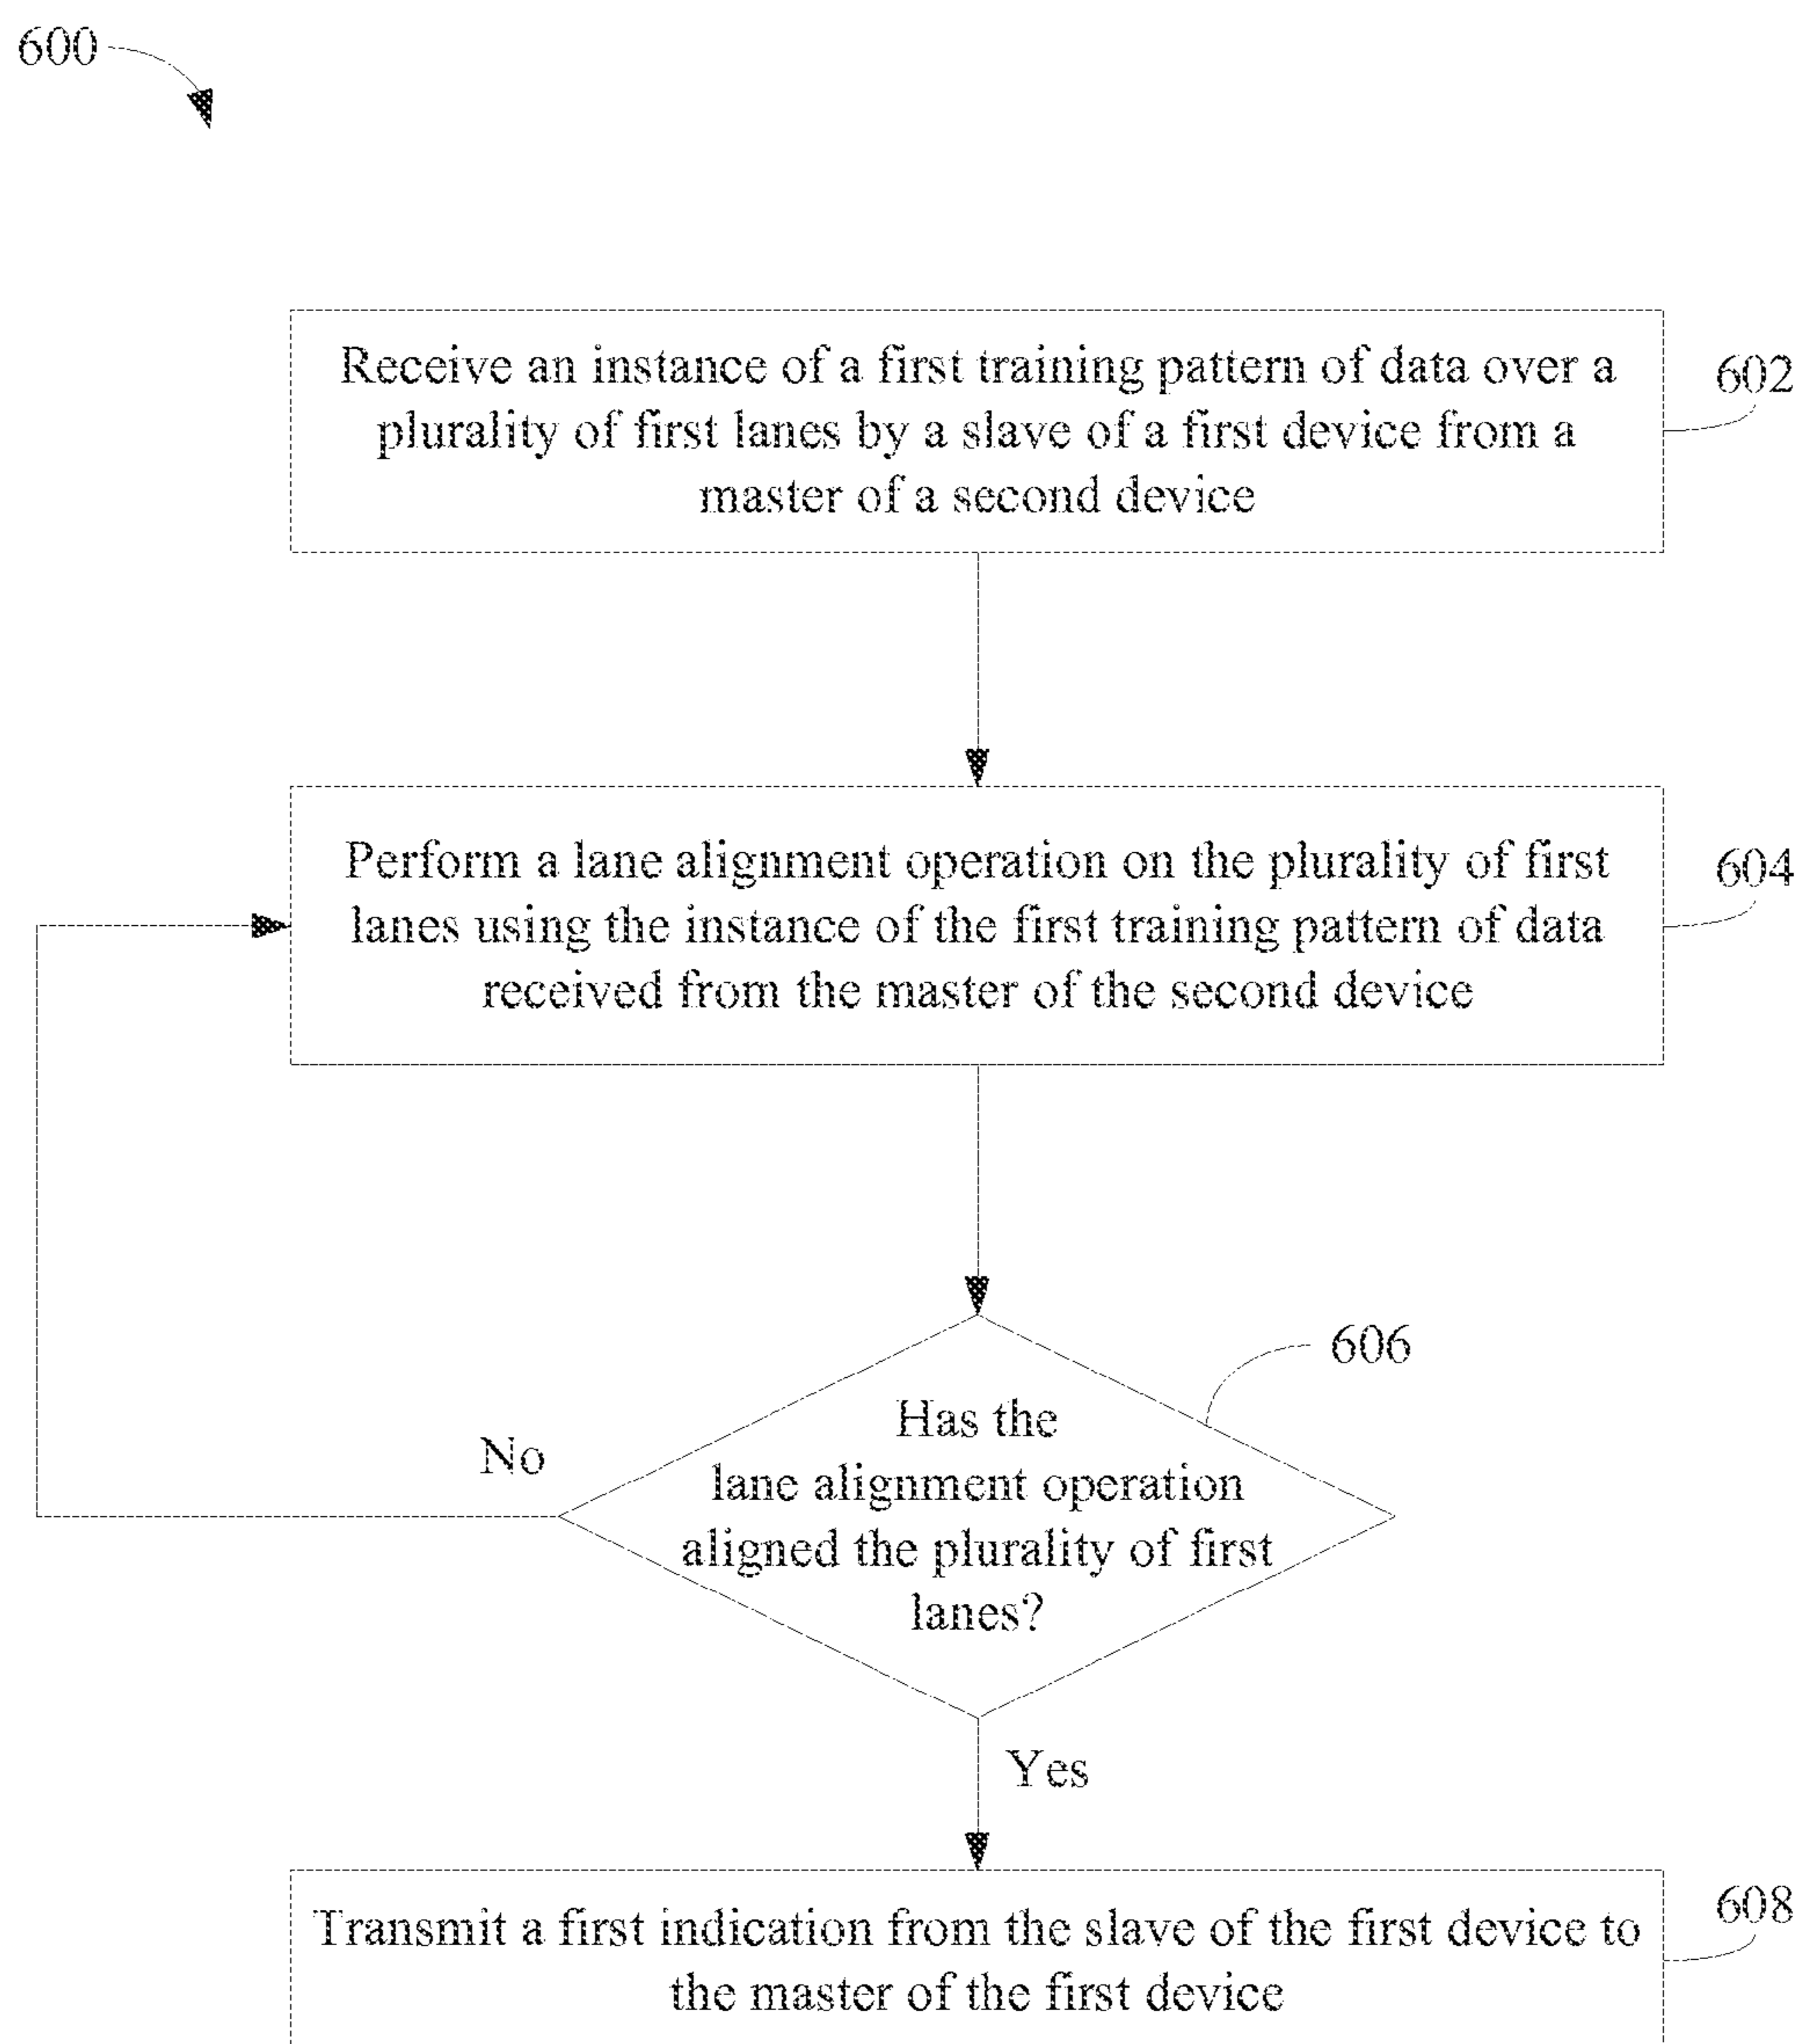 600
Receive an instance of a first training pattern of data over a
plurality of first lanes by a slave of a first device from a
master of a second device
602
Perform a lane alignment operation on the plurality of first
lanes using the instance of the first training pattern of data
received from the master of the second device
604
606
Has the
lane alignment operation
aligned the plurality of first
lanes?
No
Yes
Transmit a first indication from the slave of the first device to
the master of the first device
608